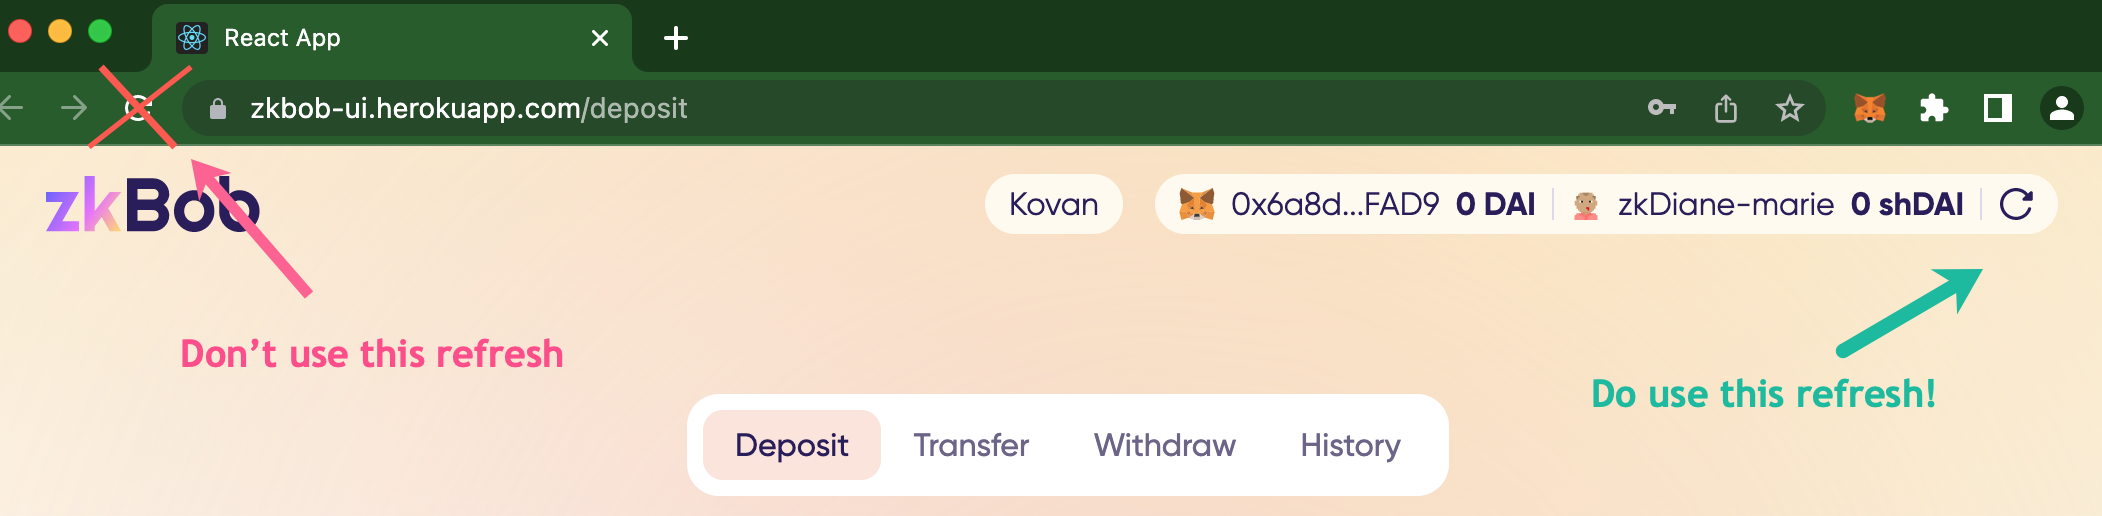 React App
zkbob-ui.herokuapp.com/deposit
zkBob
Kovan
0x6a8d...FAD9 0 DAI
zkDiane-marie 0 shDAI
Don't use this refresh
Do use this refresh!
Deposit Transfer Withdraw History